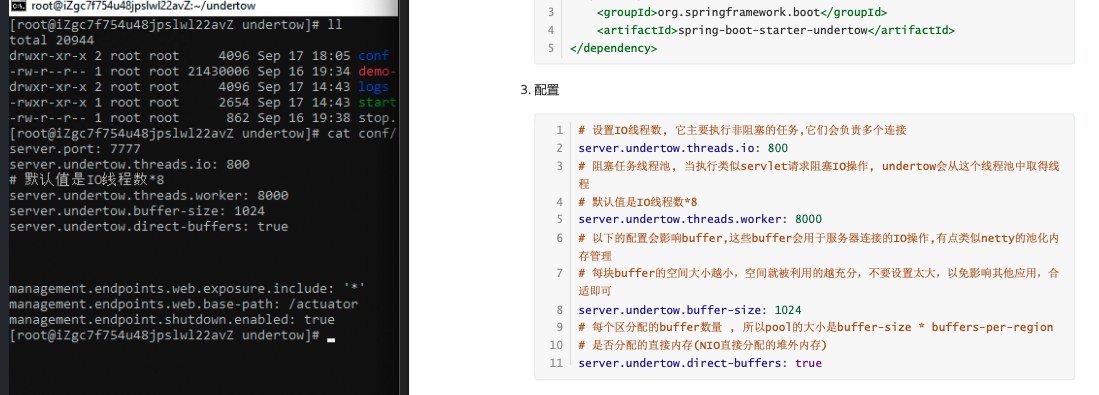 root@iZgc7f754u48jpslwl22avZ:~/undertow
[root@iZgc7f754u48jpslwl22avZ undertow]# ll
total 20944
drwxr-xr-x 2 root root     4096 Sep 17 18:05 conf
-rw-r--r-- 1 root root 21430006 Sep 16 19:34 demo-
drwxr-xr-x 2 root root     4096 Sep 17 14:43 logs
-rwxr-xr-x 1 root root     2654 Sep 17 14:43 start
-rw-r--r-- 1 root root      862 Sep 16 19:38 stop.
[root@iZgc7f754u48jpslwl22avZ undertow]# cat conf/
server.port: 7777
server.undertow.threads.io: 800
# 默认值是IO线程数*8
server.undertow.threads.worker: 8000
server.undertow.buffer-size: 1024
server.undertow.direct-buffers: true
management.endpoints.web.exposure.include: '*'
management.endpoints.web.base-path: /actuator
management.endpoint.shutdown.enabled: true
[root@iZgc7f754u48jpslwl22avZ undertow]#
3 <groupId>org.springframework.boot</groupId>
4 <artifactId>spring-boot-starter-undertow</artifactId>
5 </dependency>
3. 配置
1 # 设置IO线程数, 它主要执行非阻塞的任务,它们会负责多个连接
2 server.undertow.threads.io: 800
3 # 阻塞任务线程池, 当执行类似servlet请求阻塞IO操作, undertow会从这个线程池中取得线
程
4 # 默认值是IO线程数*8
5 server.undertow.threads.worker: 8000
6 # 以下的配置会影响buffer,这些buffer会用于服务器连接的IO操作,有点类似netty的池化内
存管理
7 # 每块buffer的空间大小越小，空间就被利用的越充分，不要设置太大，以免影响其他应用，合
适即可
8 server.undertow.buffer-size: 1024
9 # 每个区分配的buffer数量 , 所以pool的大小是buffer-size * buffers-per-region
10 # 是否分配的直接内存(NIO直接分配的堆外内存)
11 server.undertow.direct-buffers: true